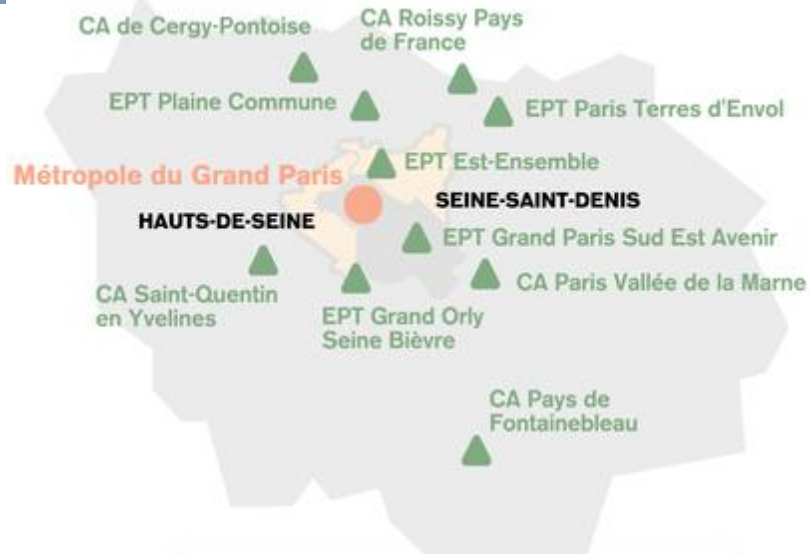 CA de Cergy-Pontoise
CA Roissy Pays
de France
EPT Plaine Commune
EPT Paris Terres d'Envol
EPT Est-Ensemble
Métropole du Grand Paris
SEINE-SAINT-DENIS
HAUTS-DE-SEINE
EPT Grand Paris Sud Est Avenir
CA Saint-Quentin
en Yvelines
CA Paris Vallée de la Marne
EPT Grand Orly
Seine Bièvre
CA Pays de
Fontainebleau